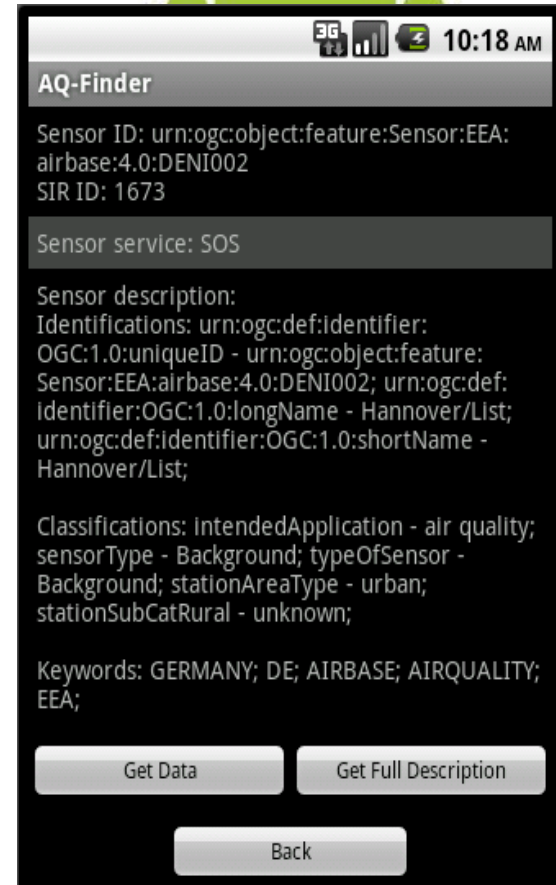 3G 10:18 AM
AQ-Finder
Sensor ID: urn:ogc:object:feature:Sensor:EEA:
airbase:4.0:DENI002
SIR ID: 1673
Sensor service: SOS
Sensor description:
Identifications: urn:ogc:def:identifier:
OGC:1.0:uniqueID - urn:ogc:object:feature:
Sensor:EEA:airbase:4.0:DENI002; urn:ogc:def:
identifier:OGC:1.0:longName - Hannover/List;
urn:ogc:def:identifier:OGC:1.0:shortName -
Hannover/List;
Classifications: intendedApplication - air quality;
sensorType - Background; typeOfSensor -
Background; stationAreaType - urban;
stationSubCatRural - unknown;
Keywords: GERMANY; DE; AIRBASE; AIRQUALITY;
EEA;
Get Data Get Full Description
Back